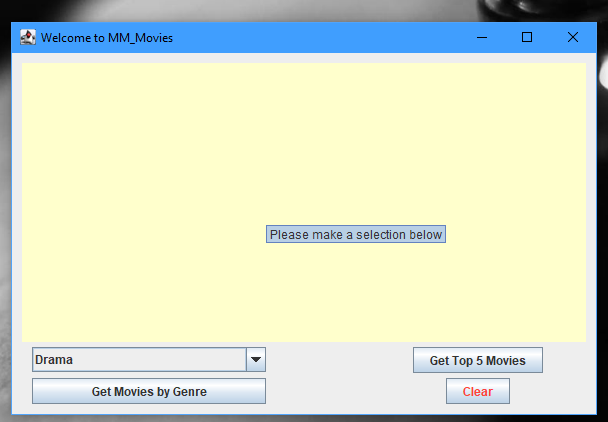 Welcome to MM_Movies
Please make a selection below
Drama
Get Top 5 Movies
Get Movies by Genre
Clear